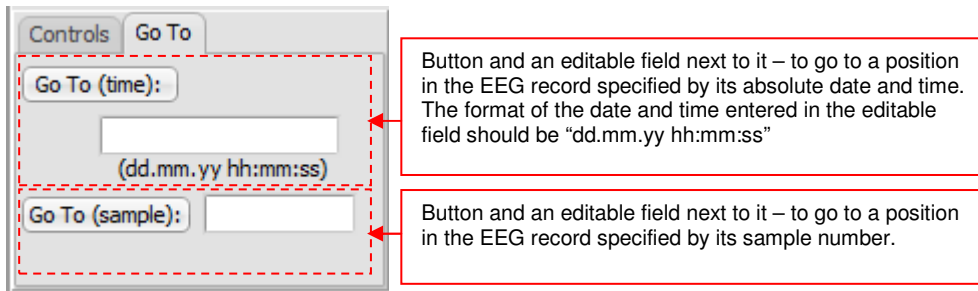 Controls Go To
Go To (time):
(dd.mm.yy hh:mm:ss)
Go To (sample):
Button and an editable field next to it – to go to a position
in the EEG record specified by its absolute date and time.
The format of the date and time entered in the editable
field should be “dd.mm.yy hh:mm:ss”
Button and an editable field next to it – to go to a position
in the EEG record specified by its sample number.